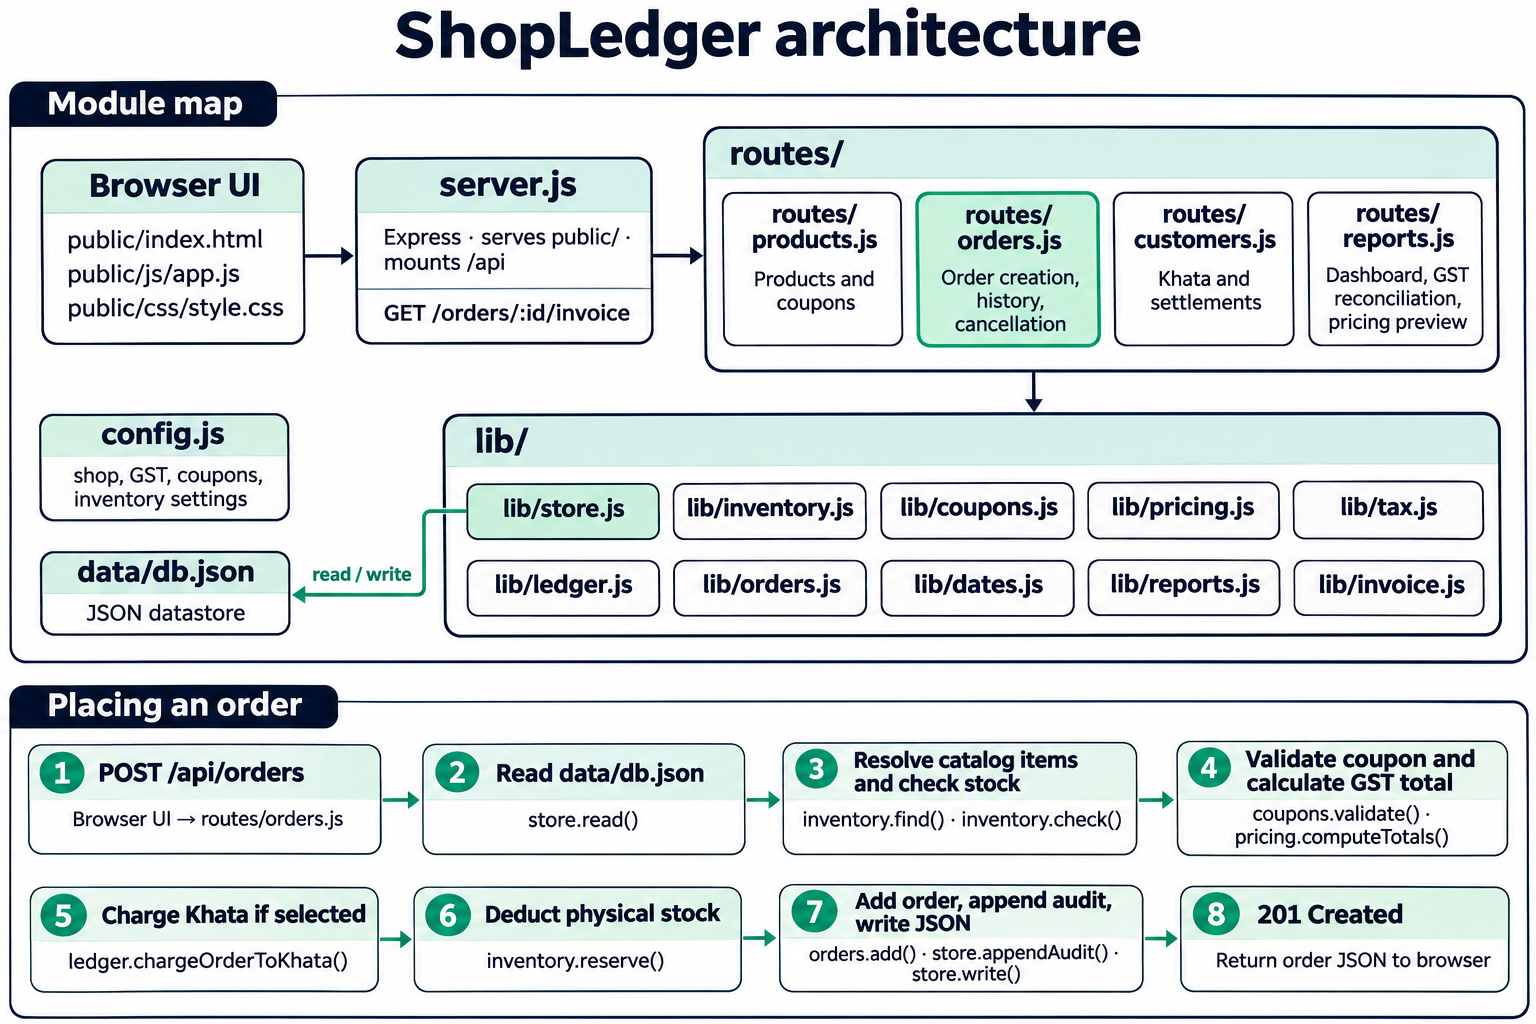 ShopLedger architecture
Module map
Browser UI
public/index.html
public/js/app.js
public/css/style.css
server.js
Express · serves public/ ·
mounts /api
GET /orders/:id/invoice
routes/
routes/
products.js
Products and
coupons
routes/
orders.js
Order creation,
history,
cancellation
routes/
customers.js
Khata and
settlements
routes/
reports.js
Dashboard, GST
reconciliation,
pricing preview
config.js
shop, GST, coupons,
inventory settings
data/db.json
JSON datastore
read / write
lib/
lib/store.js
lib/inventory.js
lib/coupons.js
lib/pricing.js
lib/tax.js
lib/ledger.js
lib/orders.js
lib/dates.js
lib/reports.js
lib/invoice.js
Placing an order
1 POST /api/orders
Browser UI → routes/orders.js
2 Read data/db.json
store.read()
3 Resolve catalog items
and check stock
inventory.find() · inventory.check()
4 Validate coupon and
calculate GST total
coupons.validate() ·
pricing.computeTotals()
5 Charge Khata if selected
ledger.chargeOrderToKhata()
6 Deduct physical stock
inventory.reserve()
7 Add order, append audit,
write JSON
orders.add() · store.appendAudit() ·
store.write()
8 201 Created
Return order JSON to browser